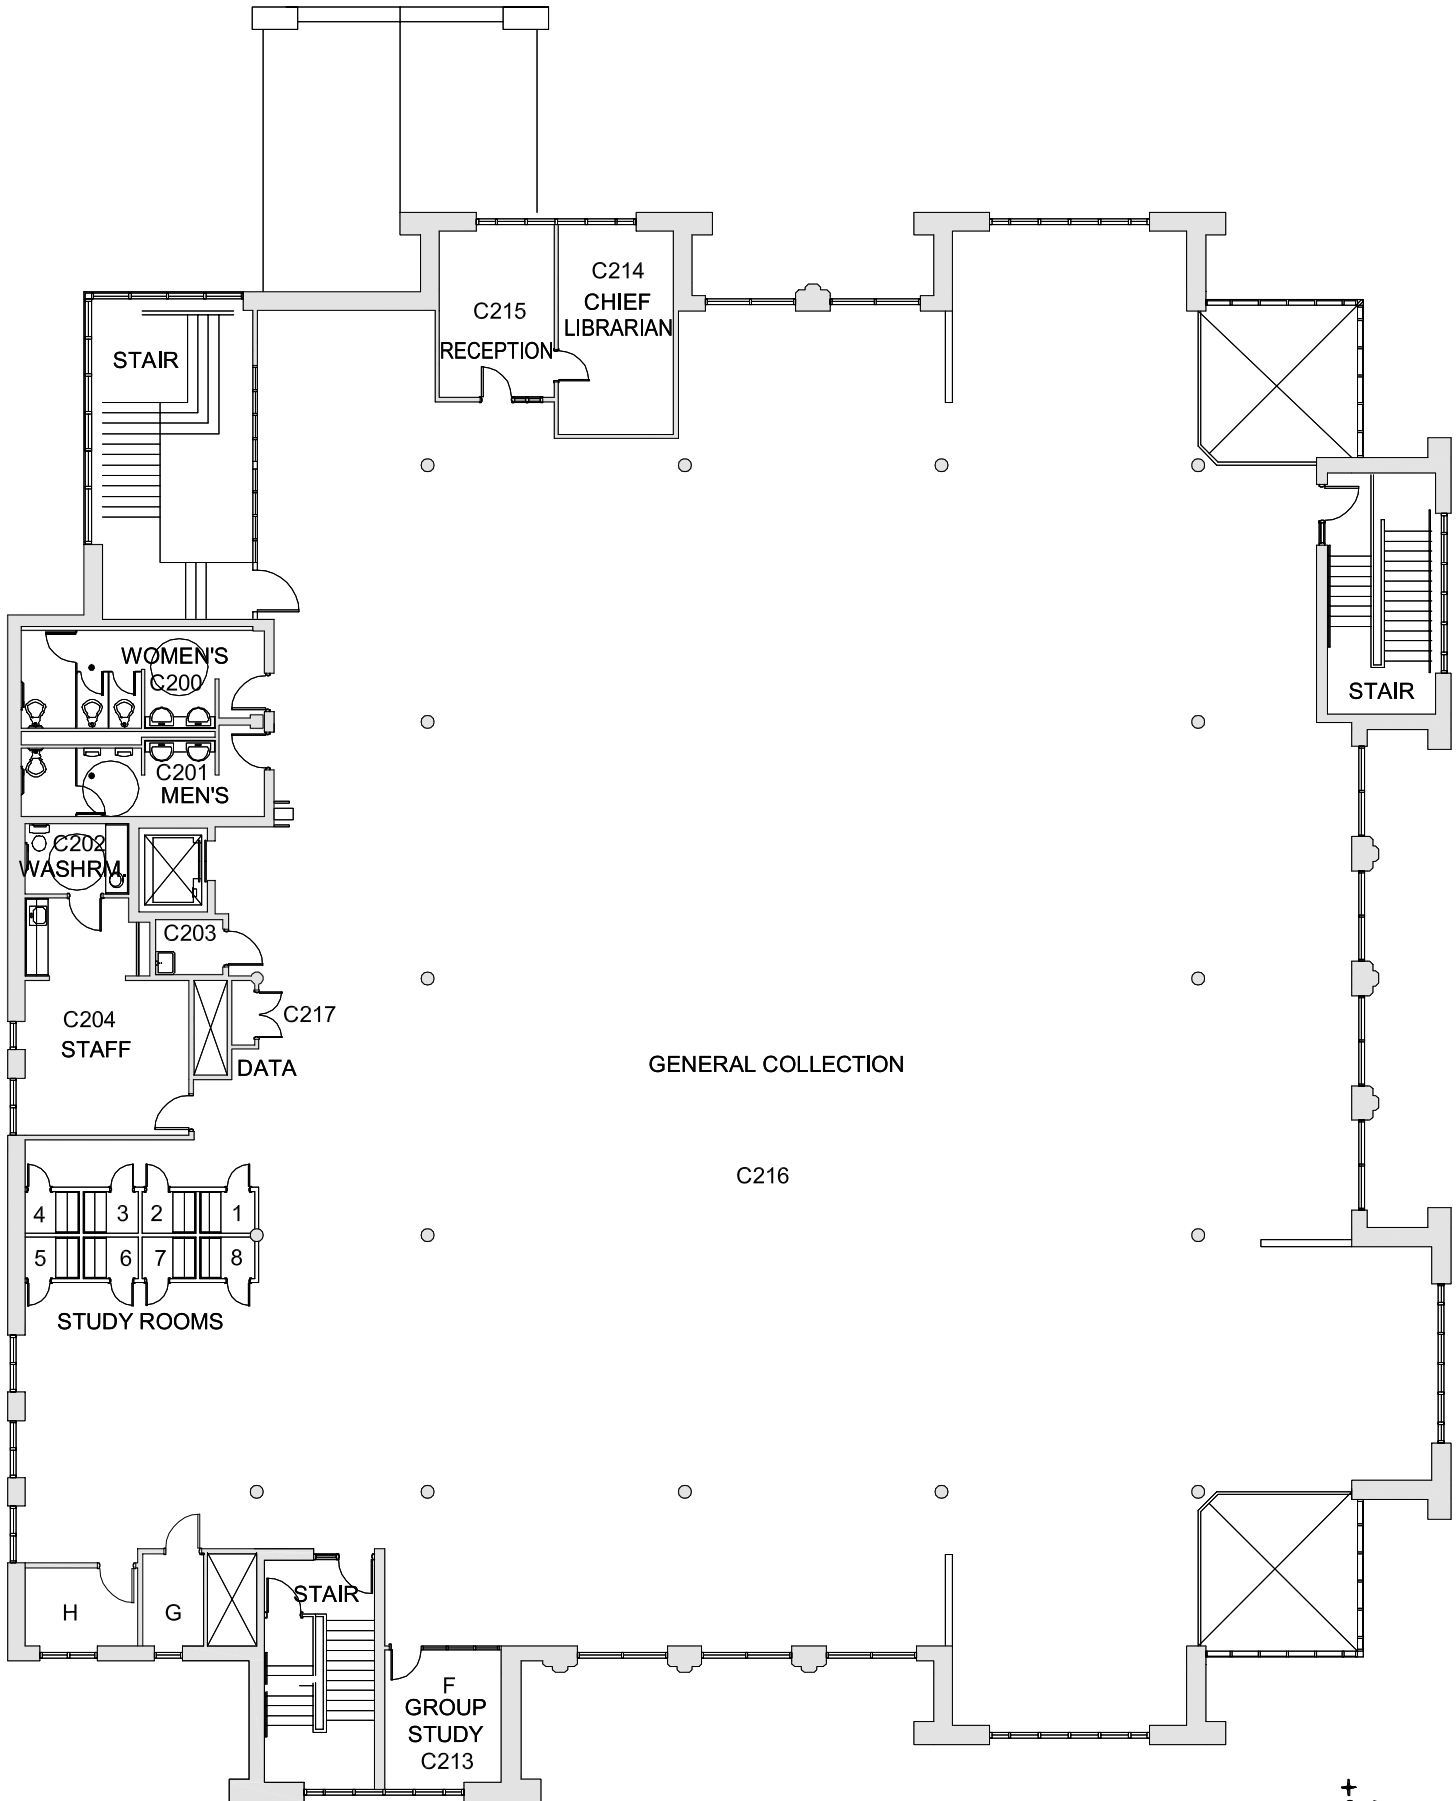 C214
CHIEF
LIBRARIAN
C215
RECEPTION
STAIR
STAIR
WOMEN'S
C200
C201
MEN'S
C202
WASHRM.
C203
C204
STAFF
C217
DATA
GENERAL COLLECTION
C216
4 3 2 1
5 6 7 8
STUDY ROOMS
STAIR
H
G
F
GROUP
STUDY
C213